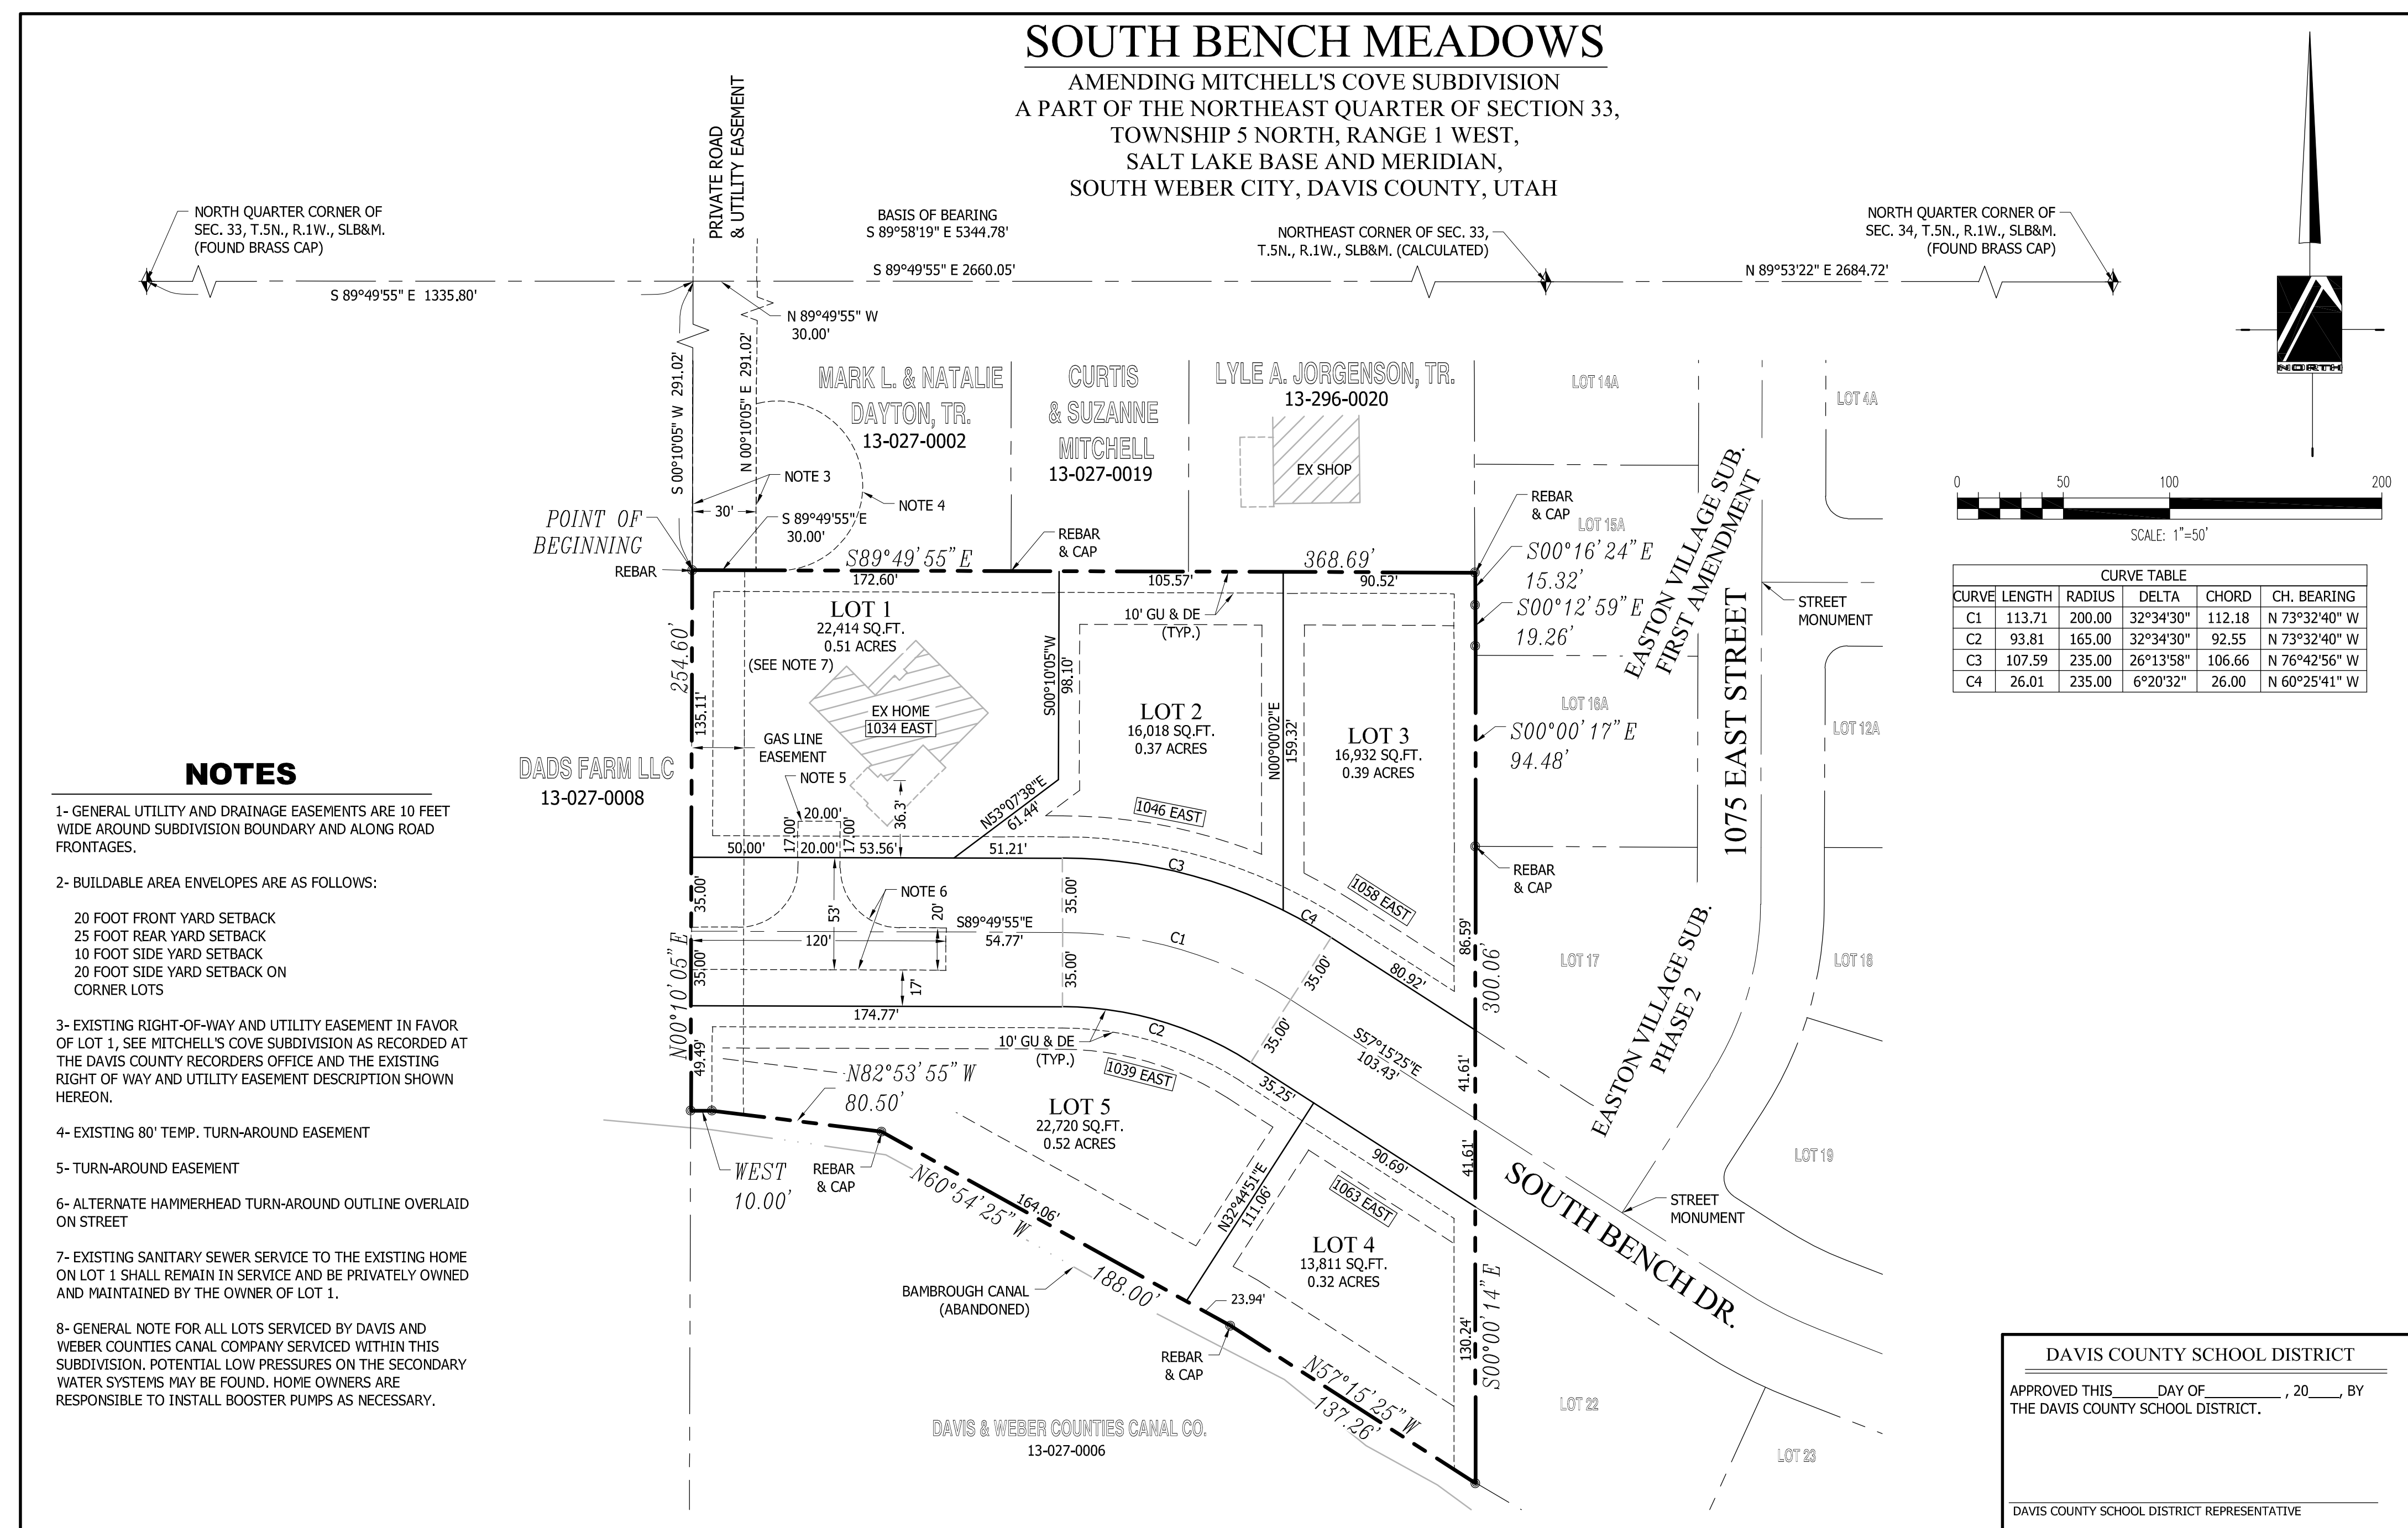 SOUTH BENCH MEADOWS
AMENDING MITCHELL'S COVE SUBDIVISION
A PART OF THE NORTHEAST QUARTER OF SECTION 33,
TOWNSHIP 5 NORTH, RANGE 1 WEST,
SALT LAKE BASE AND MERIDIAN,
SOUTH WEBER CITY, DAVIS COUNTY, UTAH
PRIVATE ROAD
& UTILITY EASEMENT
NORTH QUARTER CORNER OF
SEC. 33, T.5N., R.1W., SLB&M.
(FOUND BRASS CAP)
BASIS OF BEARING
S 89°58'19" E 5344.78'
NORTHEAST CORNER OF SEC. 33,
T.5N., R.1W., SLB&M. (CALCULATED)
NORTH QUARTER CORNER OF
SEC. 34, T.5N., R.1W., SLB&M.
(FOUND BRASS CAP)
S 89°49'55" E 2660.05'
N 89°53'22" E 2684.72'
S 89°49'55" E 1335.80'
N 89°49'55" W
30.00'
S 00°10'05" W 291.02'
N 00°10'05" E 291.02'
MARK L. & NATALIE
DAYTON, TR.
13-027-0002
CURTIS
& SUZANNE
MITCHELL
13-027-0019
LYLE A. JORGENSON, TR.
13-296-0020
EX SHOP
LOT 14A
LOT 4A
NORTH
NOTE 3
NOTE 4
30'
S 89°49'55" E
30.00'
POINT OF
BEGINNING
REBAR
REBAR
& CAP
REBAR
& CAP
LOT 15A
S89°49'55"E
368.69'
172.60'
105.57'
90.52'
S00°16'24"E
15.32'
S00°12'59"E
19.26'
EASTON VILLAGE SUB.
FIRST AMENDMENT
1075 EAST STREET
STREET
MONUMENT
0 50 100 200
SCALE: 1"=50'
CURVE TABLE
CURVE LENGTH RADIUS DELTA CHORD CH. BEARING
C1 113.71 200.00 32°34'30" 112.18 N 73°32'40" W
C2 93.81 165.00 32°34'30" 92.55 N 73°32'40" W
C3 107.59 235.00 26°13'58" 106.66 N 76°42'56" W
C4 26.01 235.00 6°20'32" 26.00 N 60°25'41" W
LOT 1
22,414 SQ.FT.
0.51 ACRES
(SEE NOTE 7)
10' GU & DE
(TYP.)
254.60'
135.11'
EX HOME
1034 EAST
S00°10'05"W
98.10'
LOT 2
16,018 SQ.FT.
0.37 ACRES
N00°00'02"E
159.32'
LOT 3
16,932 SQ.FT.
0.39 ACRES
LOT 16A
S00°00'17"E
94.48'
LOT 12A
GAS LINE
EASEMENT
NOTE 5
DADS FARM LLC
13-027-0008
20.00'
17.00'
17.00'
36.3'
N53°07'38"E
61.44'
1046 EAST
50.00'
20.00'
53.56'
51.21'
C3
REBAR
& CAP
1058 EAST
NOTE 6
35.00'
53'
20'
35.00'
S89°49'55"E
54.77'
120'
C1
C4
86.59'
300.06'
LOT 17
LOT 18
N00°10'05"E
35.00'
17'
35.00'
35.00'
80.92'
174.77'
C2
35.00'
S57°15'25"E
103.43'
EASTON VILLAGE SUB.
PHASE 2
10' GU & DE
(TYP.)
1039 EAST
49.49'
N82°53'55"W
80.50'
35.25'
41.61'
LOT 5
22,720 SQ.FT.
0.52 ACRES
WEST
10.00'
REBAR
& CAP
N60°54'25"W
188.00'
164.06'
N32°44'51"E
111.06'
90.69'
41.61'
1063 EAST
LOT 19
STREET
MONUMENT
SOUTH BENCH DR.
LOT 4
13,811 SQ.FT.
0.32 ACRES
BAMBROUGH CANAL
(ABANDONED)
23.94'
130.24'
S00°00'14"E
REBAR
& CAP
N57°15'25"W
137.26'
DAVIS & WEBER COUNTIES CANAL CO.
13-027-0006
LOT 22
LOT 23
NOTES
1- GENERAL UTILITY AND DRAINAGE EASEMENTS ARE 10 FEET
WIDE AROUND SUBDIVISION BOUNDARY AND ALONG ROAD
FRONTAGES.
2- BUILDABLE AREA ENVELOPES ARE AS FOLLOWS:
20 FOOT FRONT YARD SETBACK
25 FOOT REAR YARD SETBACK
10 FOOT SIDE YARD SETBACK
20 FOOT SIDE YARD SETBACK ON
CORNER LOTS
3- EXISTING RIGHT-OF-WAY AND UTILITY EASEMENT IN FAVOR
OF LOT 1, SEE MITCHELL'S COVE SUBDIVISION AS RECORDED AT
THE DAVIS COUNTY RECORDERS OFFICE AND THE EXISTING
RIGHT OF WAY AND UTILITY EASEMENT DESCRIPTION SHOWN
HEREON.
4- EXISTING 80' TEMP. TURN-AROUND EASEMENT
5- TURN-AROUND EASEMENT
6- ALTERNATE HAMMERHEAD TURN-AROUND OUTLINE OVERLAID
ON STREET
7- EXISTING SANITARY SEWER SERVICE TO THE EXISTING HOME
ON LOT 1 SHALL REMAIN IN SERVICE AND BE PRIVATELY OWNED
AND MAINTAINED BY THE OWNER OF LOT 1.
8- GENERAL NOTE FOR ALL LOTS SERVICED BY DAVIS AND
WEBER COUNTIES CANAL COMPANY SERVICED WITHIN THIS
SUBDIVISION. POTENTIAL LOW PRESSURES ON THE SECONDARY
WATER SYSTEMS MAY BE FOUND. HOME OWNERS ARE
RESPONSIBLE TO INSTALL BOOSTER PUMPS AS NECESSARY.
DAVIS COUNTY SCHOOL DISTRICT
APPROVED THIS______DAY OF__________ , 20____, BY
THE DAVIS COUNTY SCHOOL DISTRICT.
DAVIS COUNTY SCHOOL DISTRICT REPRESENTATIVE